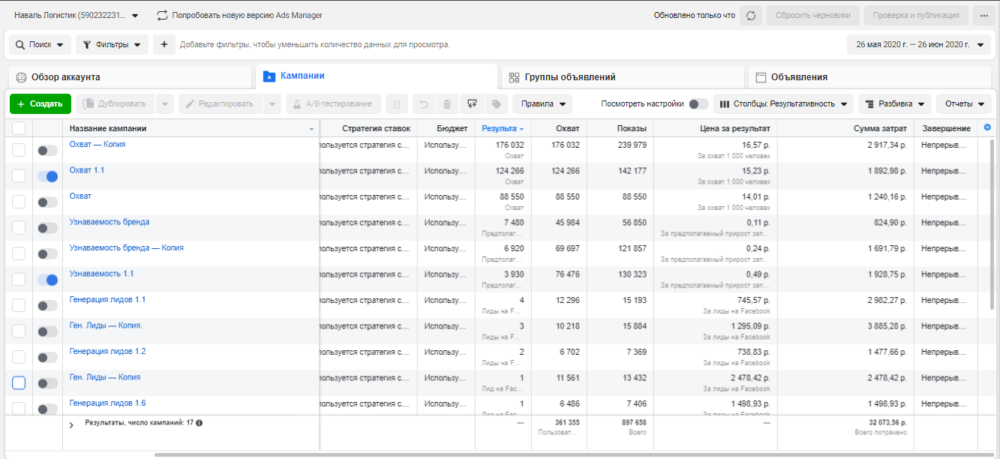 Наваль Логистик (590232231... Попробовать новую версию Ads Manager Обновлено только что Сбросить черновики Проверка и публикация
Поиск Фильтры + Добавьте фильтры, чтобы уменьшить количество данных для просмотра. 26 мая 2020 г. — 26 июн 2020 г.
Обзор аккаунта Кампании Группы объявлений Объявления
+ Создать Дублировать Редактировать A/B-тестирование Правила Посмотреть настройки Столбцы: Результативность Разбивка Отчеты
Название кампании Стратегия ставок Бюджет Результа Охват Показы Цена за результат Сумма затрат Завершение
Охват — Копия пользуется стратегия с... Использу... 176 032 176 032 239 979 16,57 р. 2 917,34 р. Непрерыв...
Охват За охват 1 000 человек
Охват 1.1 пользуется стратегия с... Использу... 124 266 124 266 142 177 15,23 р. 1 892,98 р. Непрерыв...
Охват За охват 1 000 человек
Охват пользуется стратегия с... Использу... 88 550 88 550 88 550 14,01 р. 1 240,16 р. Непрерыв...
Охват За охват 1 000 человек
Узнаваемость бренда пользуется стратегия с... Использу... 7 480 45 984 56 850 0,11 р. 824,90 р. Непрерыв...
Предполаг... За предполагаемый прирост зап...
Узнаваемость бренда — Копия пользуется стратегия с... Использу... 6 920 69 697 121 857 0,24 р. 1 691,79 р. Непрерыв...
Предполаг... За предполагаемый прирост зап...
Узнаваемость 1.1 пользуется стратегия с... Использу... 3 930 76 476 130 323 0,49 р. 1 928,75 р. Непрерыв...
Предполаг... За предполагаемый прирост зап...
Генерация лидов 1.1 пользуется стратегия с... Использу... 4 12 296 15 193 745,57 р. 2 982,27 р. Непрерыв...
Лиды на F... За лиды на Facebook
Ген. Лиды — Копия. пользуется стратегия с... Использу... 3 10 218 15 884 1 295,09 р. 3 885,28 р. Непрерыв...
Лиды на F... За лиды на Facebook
Генерация лидов 1.2 пользуется стратегия с... Использу... 2 6 702 7 369 738,83 р. 1 477,66 р. Непрерыв...
Лиды на F... За лиды на Facebook
Ген. Лиды — Копия пользуется стратегия с... Использу... 1 11 561 13 432 2 478,42 р. 2 478,42 р. Непрерыв...
Лид на Fac... За лиды на Facebook
Генерация лидов 1.6 пользуется стратегия с... Использу... 1 6 486 7 406 1 498,93 р. 1 498,93 р. Непрерыв...
Лид на Fac... За лиды на Facebook
Результаты, число кампаний: 17 — 361 355 897 658 — 32 073,56 р.
Пользоват... Всего Всего потрачено